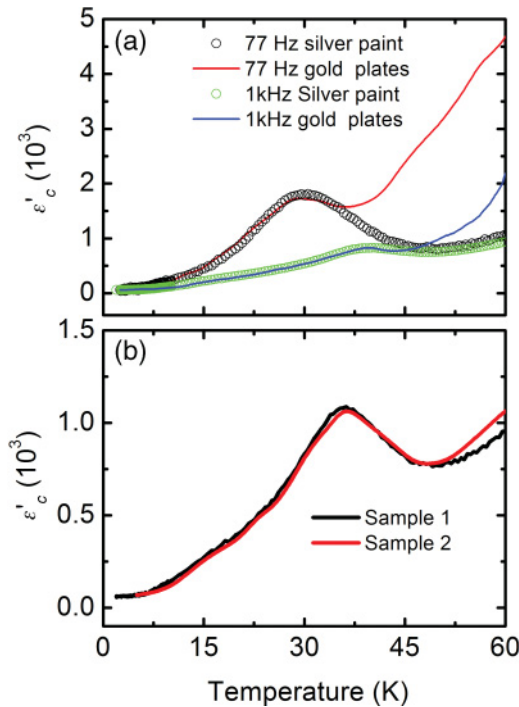 (a)
77 Hz silver paint
77 Hz gold plates
1kHz Silver paint
1kHz gold plates
ε'c (10³)
5
4
3
2
1
0
(b)
ε'c (10³)
1.5
1.0
0.5
0.0
Sample 1
Sample 2
0 15 30 45 60
Temperature (K)